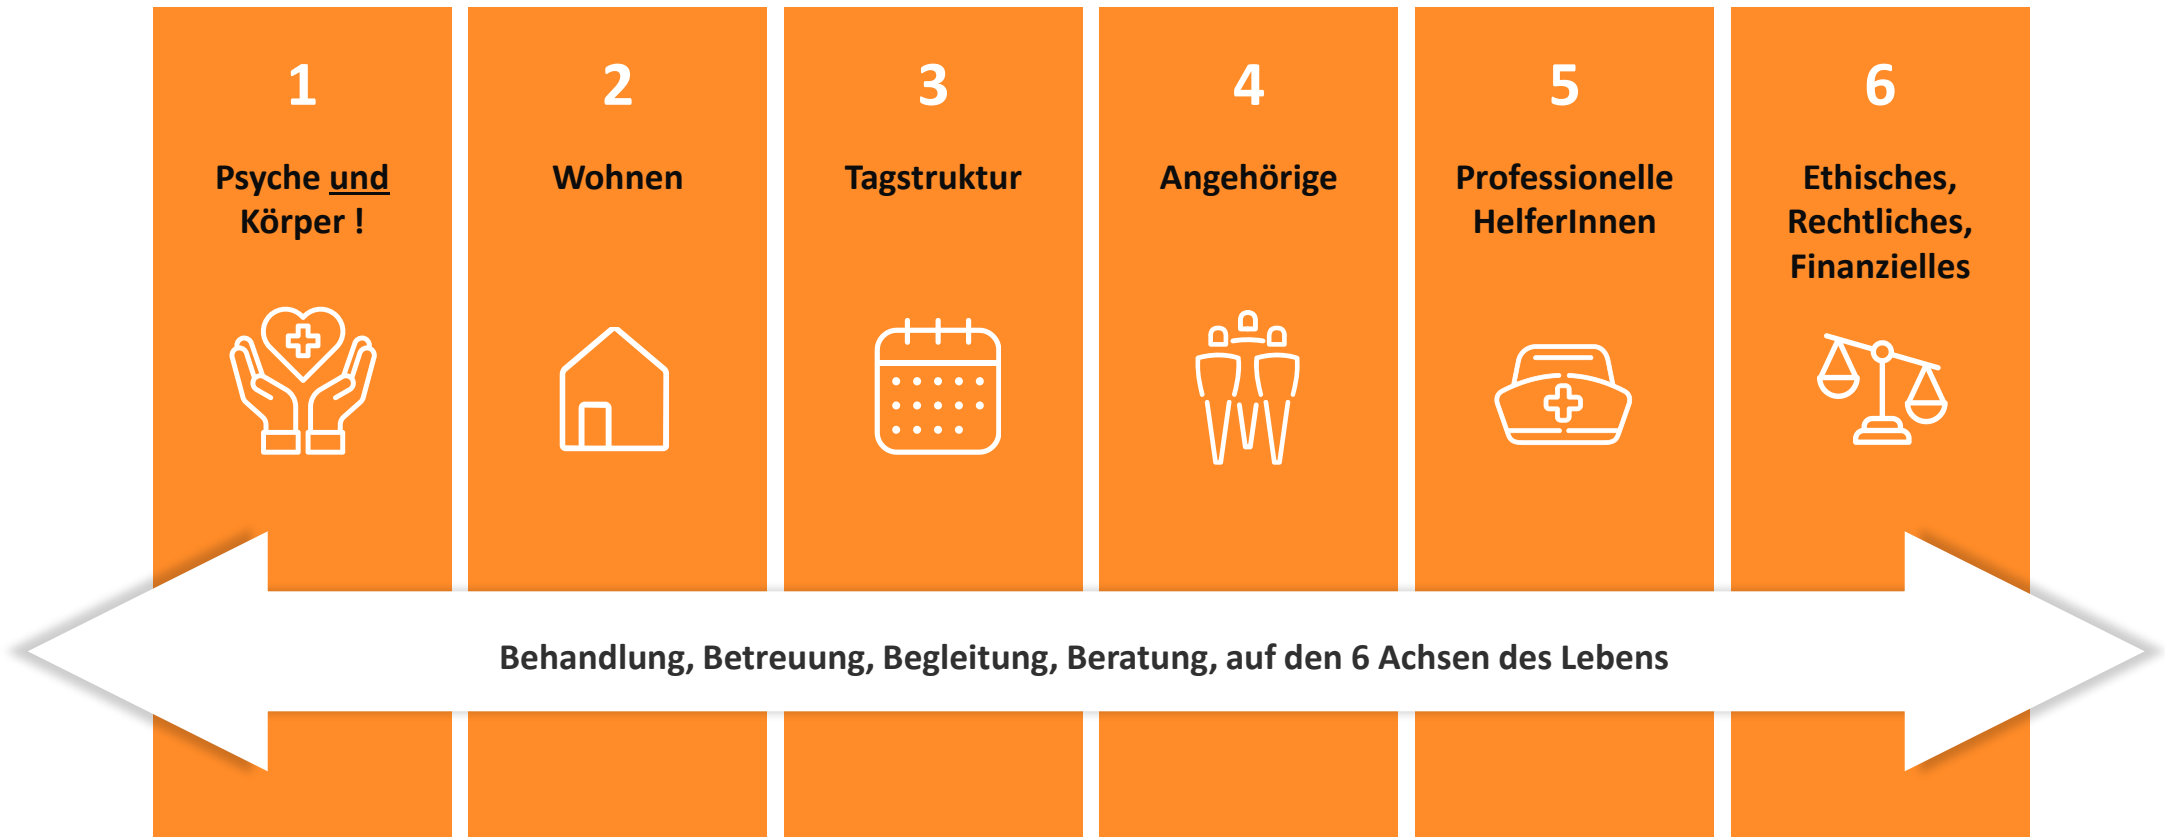 1
Psyche und
Körper !
2
Wohnen
3
Tagstruktur
4
Angehörige
5
Professionelle
HelferInnen
6
Ethisches,
Rechtliches,
Finanzielles
Behandlung, Betreuung, Begleitung, Beratung, auf den 6 Achsen des Lebens